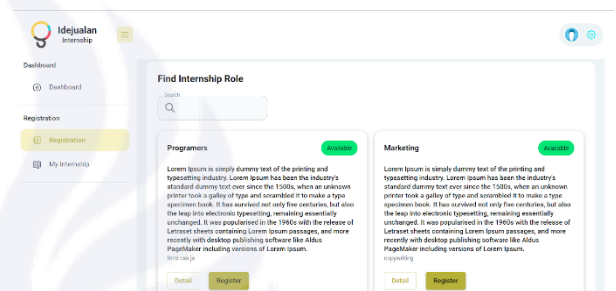 Idejualan
Internship
Dashboard
Dashboard
Registration
Registration
My Internship
Find Internship Role
Search
Programers
Available
Lorem Ipsum is simply dummy text of the printing and
typesetting industry. Lorem Ipsum has been the industry's
standard dummy text ever since the 1500s, when an unknown
printer took a galley of type and scrambled it to make a type
specimen book. It has survived not only five centuries, but also
the leap into electronic typesetting, remaining essentially
unchanged. It was popularised in the 1960s with the release of
Letraset sheets containing Lorem Ipsum passages, and more
recently with desktop publishing software like Aldus
PageMaker including versions of Lorem Ipsum.
html css js
Detail
Register
Marketing
Available
Lorem Ipsum is simply dummy text of the printing and
typesetting industry. Lorem Ipsum has been the industry's
standard dummy text ever since the 1500s, when an unknown
printer took a galley of type and scrambled it to make a type
specimen book. It has survived not only five centuries, but also
the leap into electronic typesetting, remaining essentially
unchanged. It was popularised in the 1960s with the release of
Letraset sheets containing Lorem Ipsum passages, and more
recently with desktop publishing software like Aldus
PageMaker including versions of Lorem Ipsum.
copywriting
Detail
Register